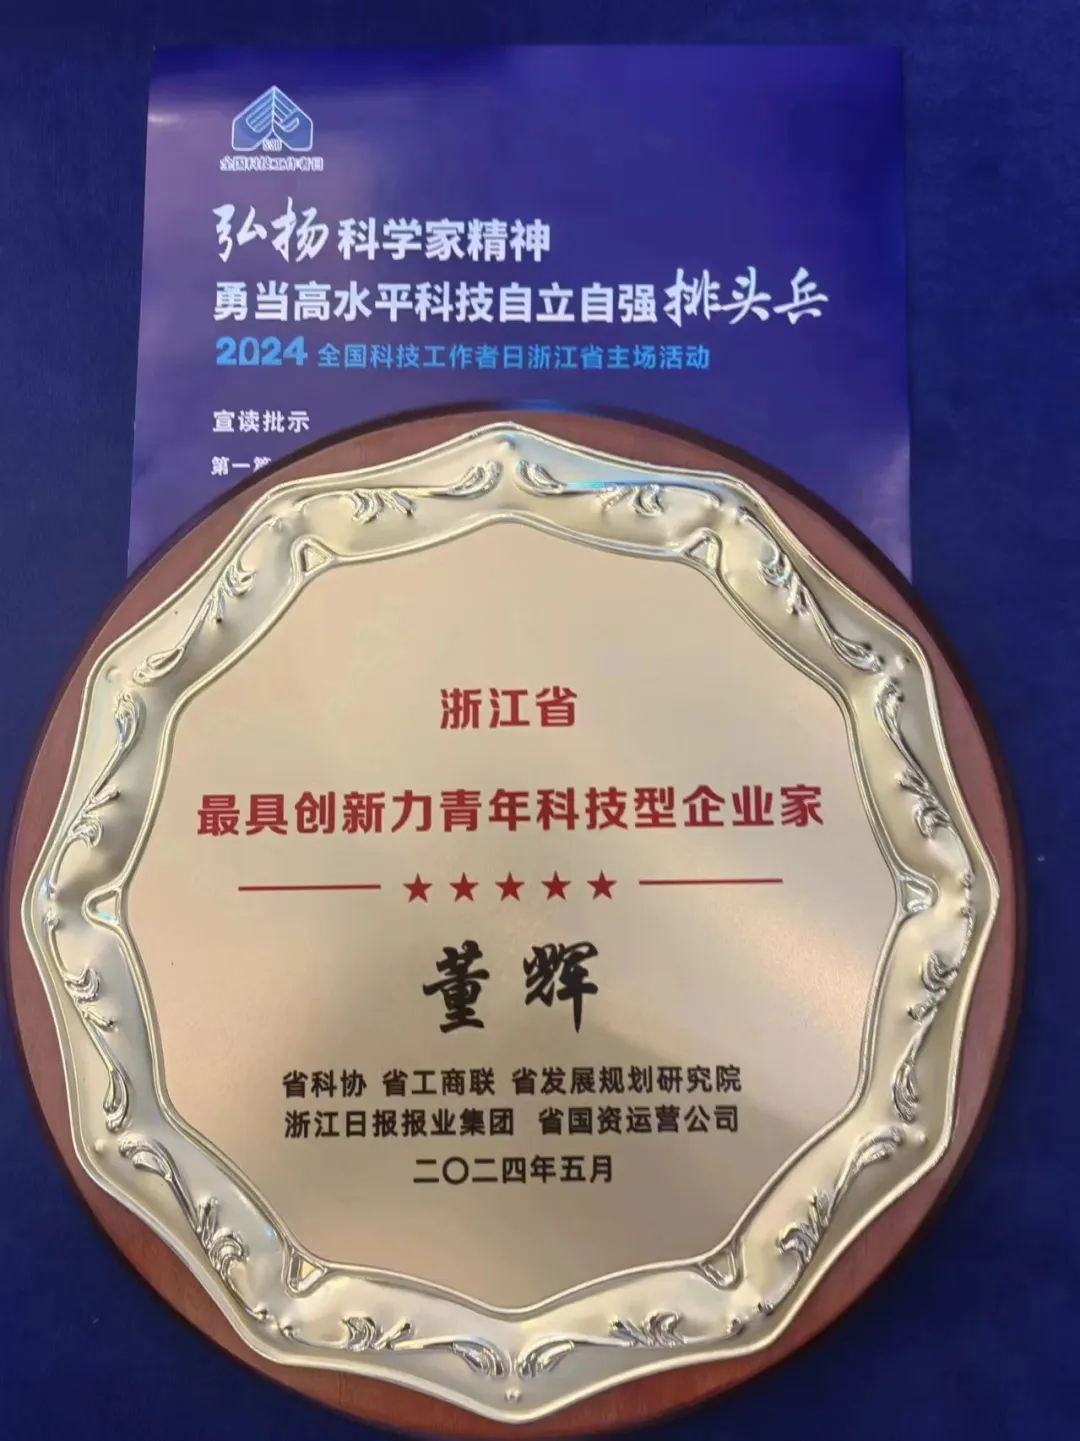 530
全国科技工作者日
弘扬科学家精神
勇当高水平科技自立自强排头兵
2024 全国科技工作者日浙江省主场活动
宣读批示
第一篇
浙江省
最具创新力青年科技型企业家
董辉
省科协 省工商联 省发展规划研究院
浙江日报报业集团 省国资运营公司
二〇二四年五月